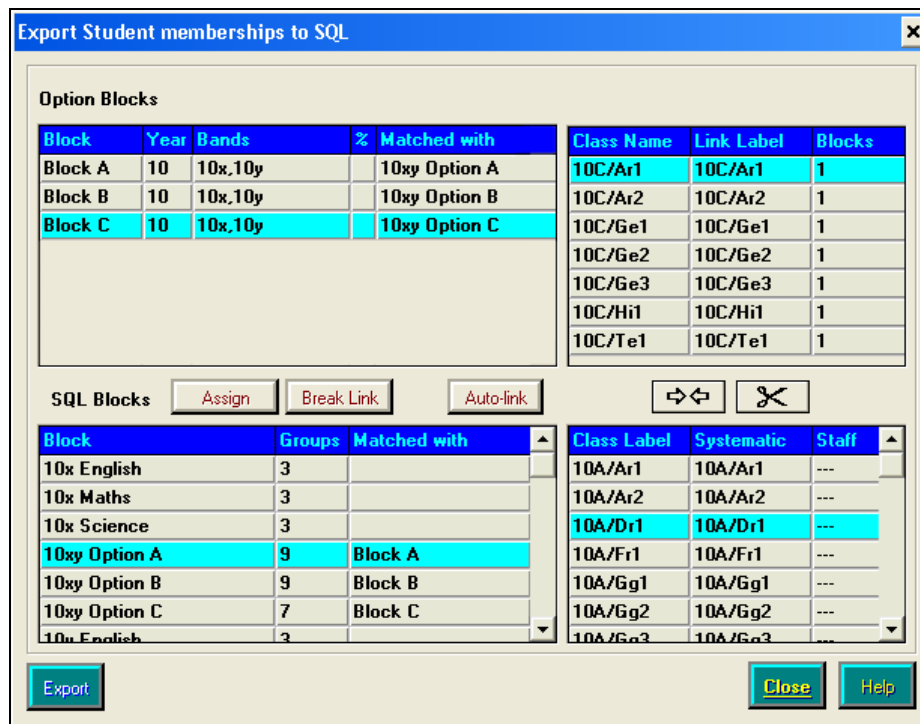 Export Student memberships to SQL
Option Blocks
Block Year Bands % Matched with
Block A 10 10x,10y 10xy Option A
Block B 10 10x,10y 10xy Option B
Block C 10 10x,10y 10xy Option C
Class Name Link Label Blocks
10C/Ar1 10C/Ar1 1
10C/Ar2 10C/Ar2 1
10C/Ge1 10C/Ge1 1
10C/Ge2 10C/Ge2 1
10C/Ge3 10C/Ge3 1
10C/Hi1 10C/Hi1 1
10C/Te1 10C/Te1 1
SQL Blocks Assign Break Link Auto-link
Block Groups Matched with
10x English 3
10x Maths 3
10x Science 3
10xy Option A 9 Block A
10xy Option B 9 Block B
10xy Option C 7 Block C
10y English 3
Class Label Systematic Staff
10A/Ar1 10A/Ar1 ---
10A/Ar2 10A/Ar2 ---
10A/Dr1 10A/Dr1 ---
10A/Fr1 10A/Fr1 ---
10A/Gg1 10A/Gg1 ---
10A/Gg2 10A/Gg2 ---
10A/Gg3 10A/Gg3 ---
Export Close Help